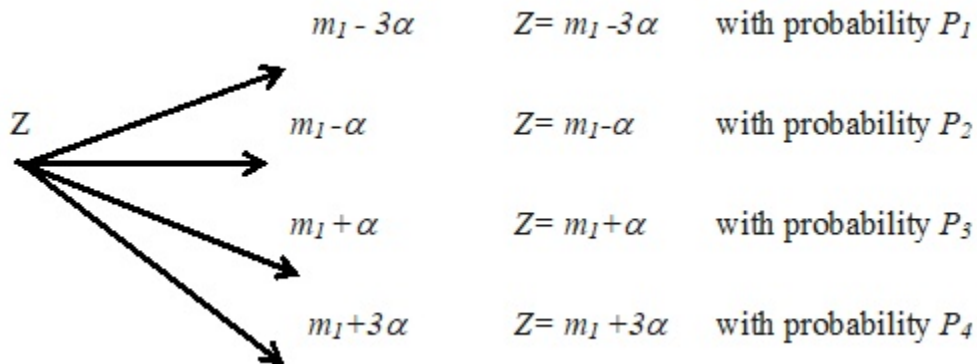 m₁ - 3α Z= m₁ -3α with probability P₁
Z m₁-α Z= m₁-α with probability P₂
m₁ + α Z= m₁+α with probability P₃
m₁+3α Z= m₁ +3α with probability P₄